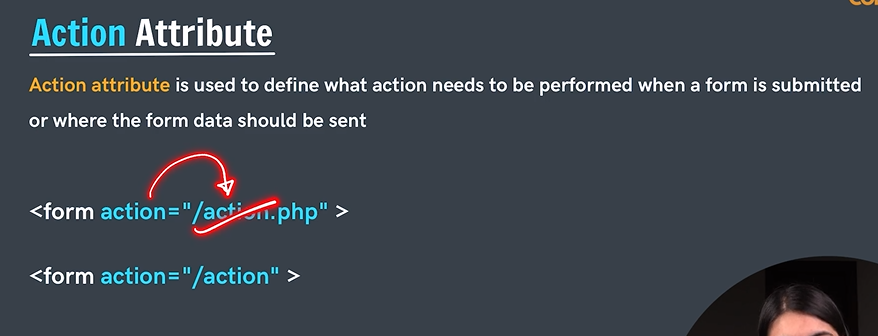 Action Attribute
Action attribute is used to define what action needs to be performed when a form is submitted
or where the form data should be sent
<form action="/action.php" >
<form action="/action" >